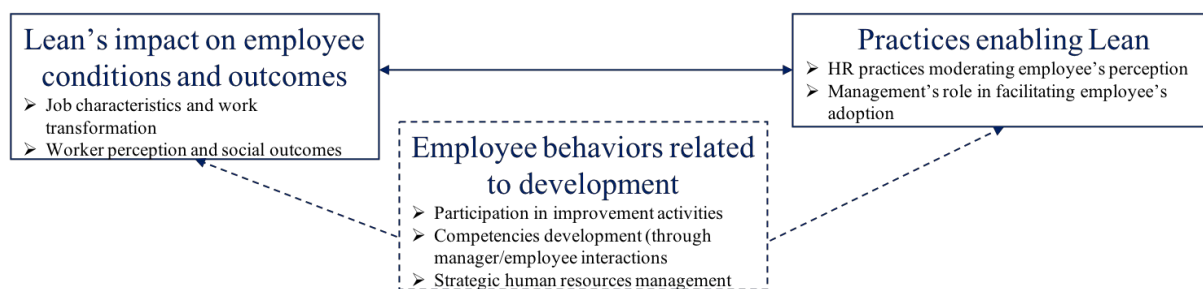 Lean's impact on employee
conditions and outcomes
➢ Job characteristics and work
transformation
➢ Worker perception and social outcomes
Practices enabling Lean
➢ HR practices moderating employee's perception
➢ Management's role in facilitating employee's
adoption
Employee behaviors related
to development
➢ Participation in improvement activities
➢ Competencies development (through
manager/employee interactions
➢ Strategic human resources management